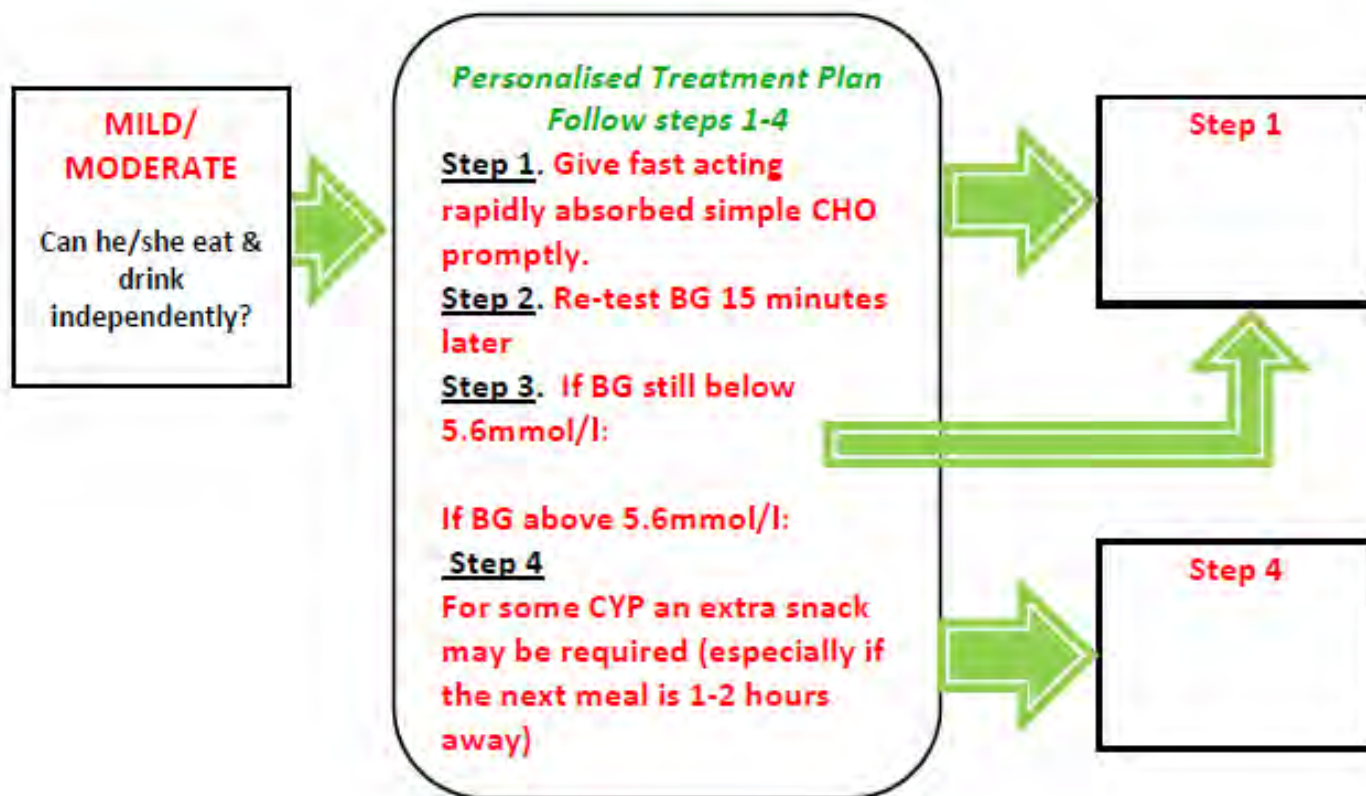 MILD/
MODERATE
Can he/she eat &
drink
independently?
Personalised Treatment Plan
Follow steps 1-4
Step 1. Give fast acting
rapidly absorbed simple CHO
promptly.
Step 2. Re-test BG 15 minutes
later
Step 3.  If BG still below
5.6mmol/l:
If BG above 5.6mmol/l:
Step 4
For some CYP an extra snack
may be required (especially if
the next meal is 1-2 hours
away)
Step 1
Step 4